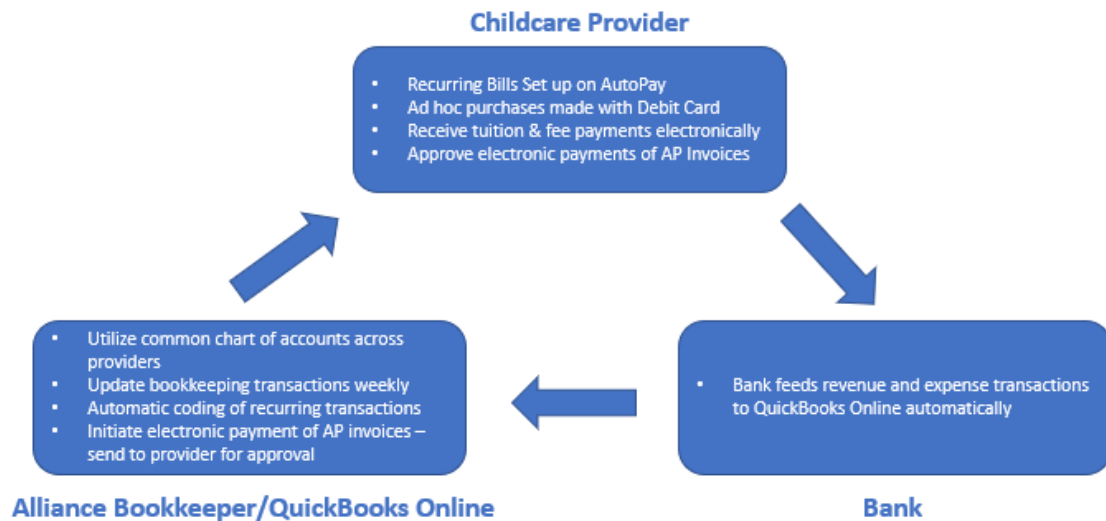 Childcare Provider
• Recurring Bills Set up on AutoPay
• Ad hoc purchases made with Debit Card
• Receive tuition & fee payments electronically
• Approve electronic payments of AP Invoices
• Utilize common chart of accounts across
providers
• Update bookkeeping transactions weekly
• Automatic coding of recurring transactions
• Initiate electronic payment of AP invoices –
send to provider for approval
Alliance Bookkeeper/QuickBooks Online
• Bank feeds revenue and expense transactions
to QuickBooks Online automatically
Bank